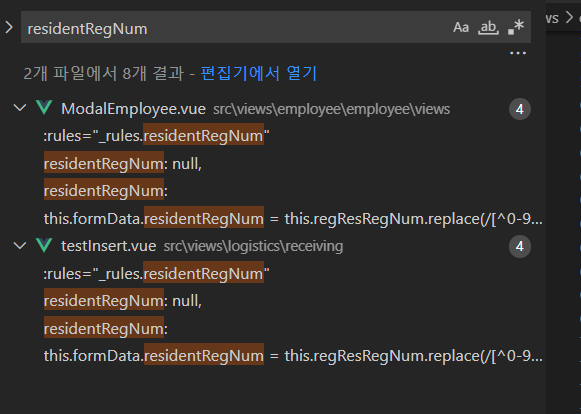 ws >
residentRegNum Aa ab .*
...
2개 파일에서 8개 결과 - 편집기에서 열기
ModalEmployee.vue src\views\employee\employee\views 4
:rules="_rules.residentRegNum"
residentRegNum: null,
residentRegNum:
this.formData.residentRegNum = this.regResRegNum.replace(/[^0-9...
testInsert.vue src\views\logistics\receiving 4
:rules="_rules.residentRegNum"
residentRegNum: null,
residentRegNum:
this.formData.residentRegNum = this.regResRegNum.replace(/[^0-9...